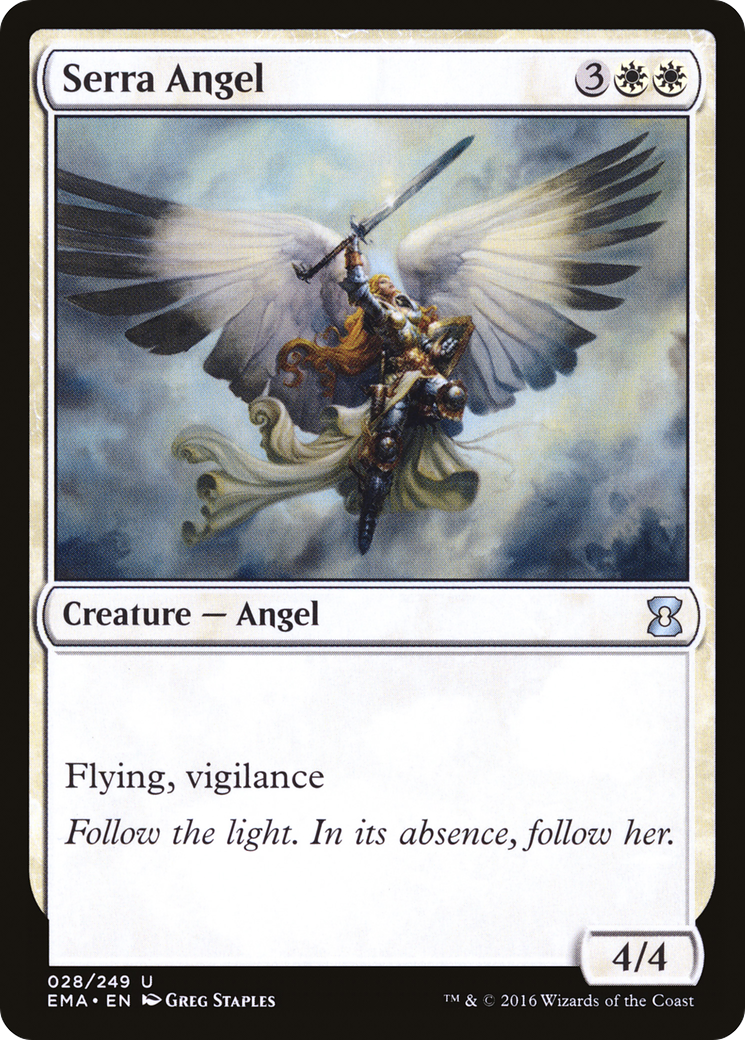 Serra Angel 3
Creature — Angel
Flying, vigilance
Follow the light. In its absence, follow her.
4/4
028/249 U
EMA • EN Greg Staples
™ & © 2016 Wizards of the Coast